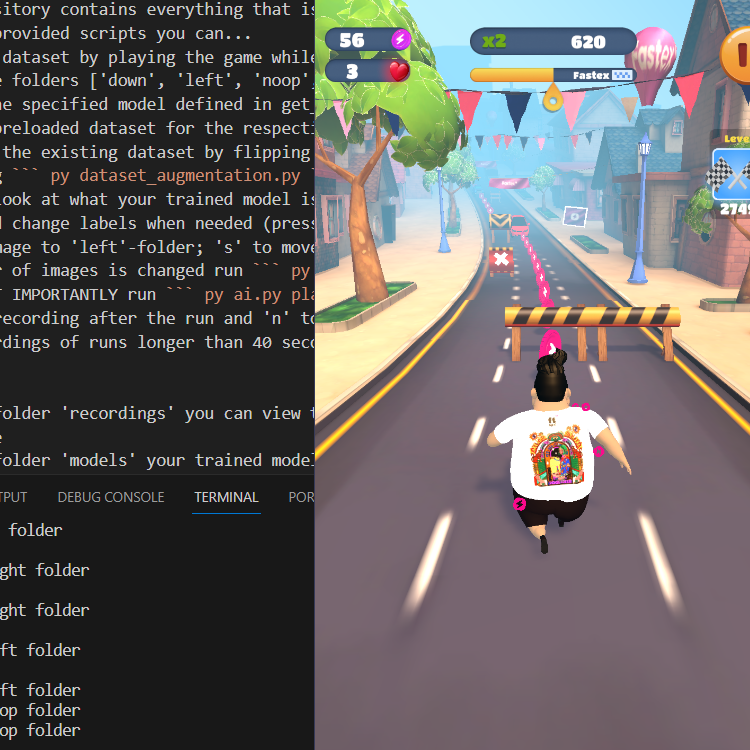 sitory contains everything that is
provided scripts you can...
dataset by playing the game while
e folders ['down', 'left', 'noop'
he specified model defined in get_
preloaded dataset for the respecti
the existing dataset by flipping
g ``` py dataset_augmentation.py `
look at what your trained model is
d change labels when needed (press
mage to 'left'-folder; 's' to move
r of images is changed run ``` py
T IMPORTANTLY run ``` py ai.py pla
recording after the run and 'n' to
rdings of runs longer than 40 seco
folder 'recordings' you can view t
e
folder 'models' your trained model
TPUT DEBUG CONSOLE TERMINAL POR
folder
ght folder
ght folder
ft folder
ft folder
op folder
op folder
56
3
x2 620
Fastex
fastex
Leve
2749